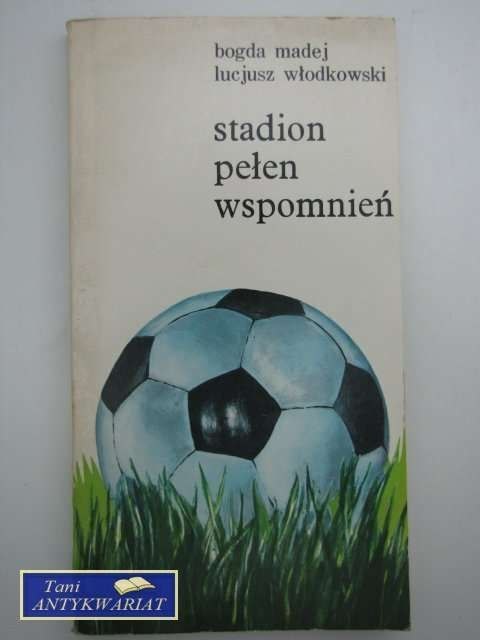 bogda madej
lucjusz włodkowski
stadion
pełen
wspomnień
Tani
ANTYKWARIAT